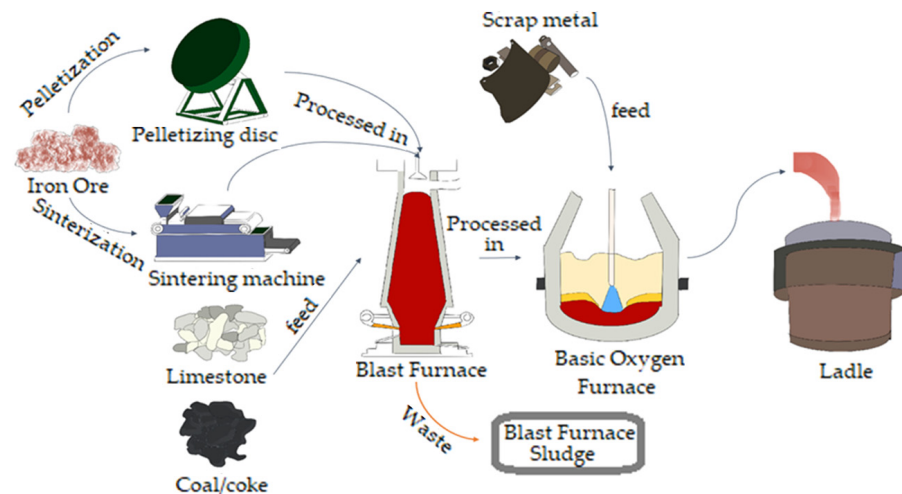 Scrap metal
Pelletization
Pelletizing disc
Processed in
feed
Iron Ore
Sinterization
Sintering machine
Processed
in
feed
Limestone
Blast Furnace
Basic Oxygen
Furnace
Ladle
Waste
Blast Furnace
Sludge
Coal/coke